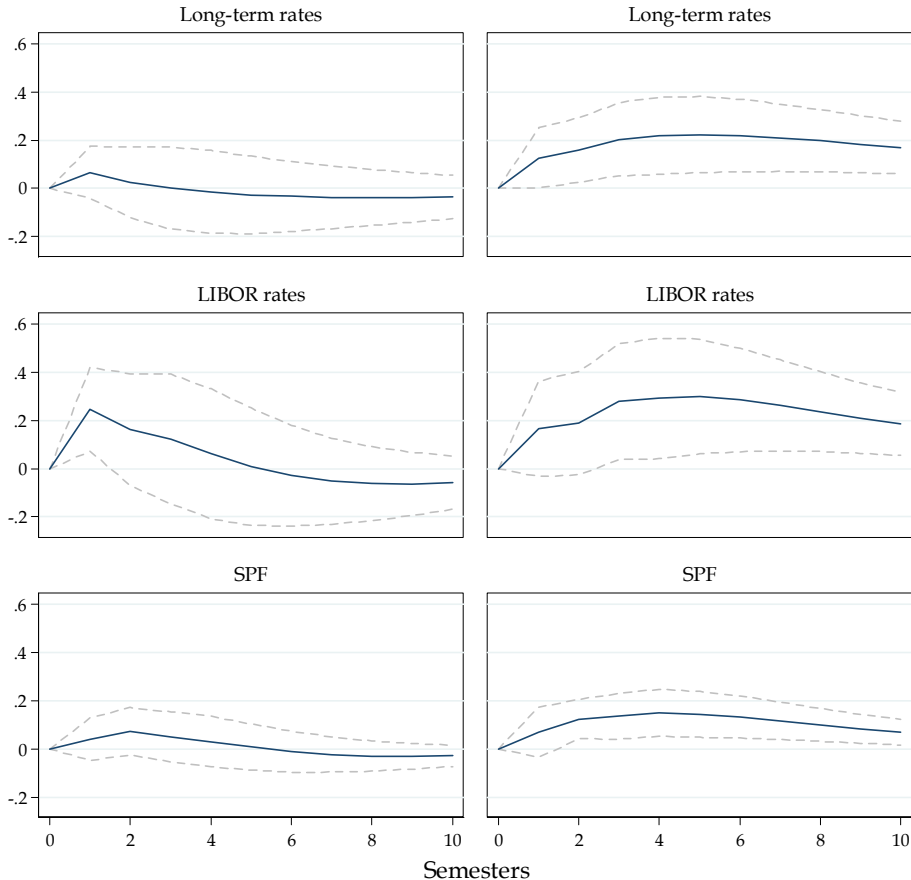 Long-term rates
Long-term rates
.6
.4
.2
0
-.2
LIBOR rates
LIBOR rates
.6
.4
.2
0
-.2
SPF
SPF
.6
.4
.2
0
-.2
0 2 4 6 8 10
0 2 4 6 8 10
Semesters